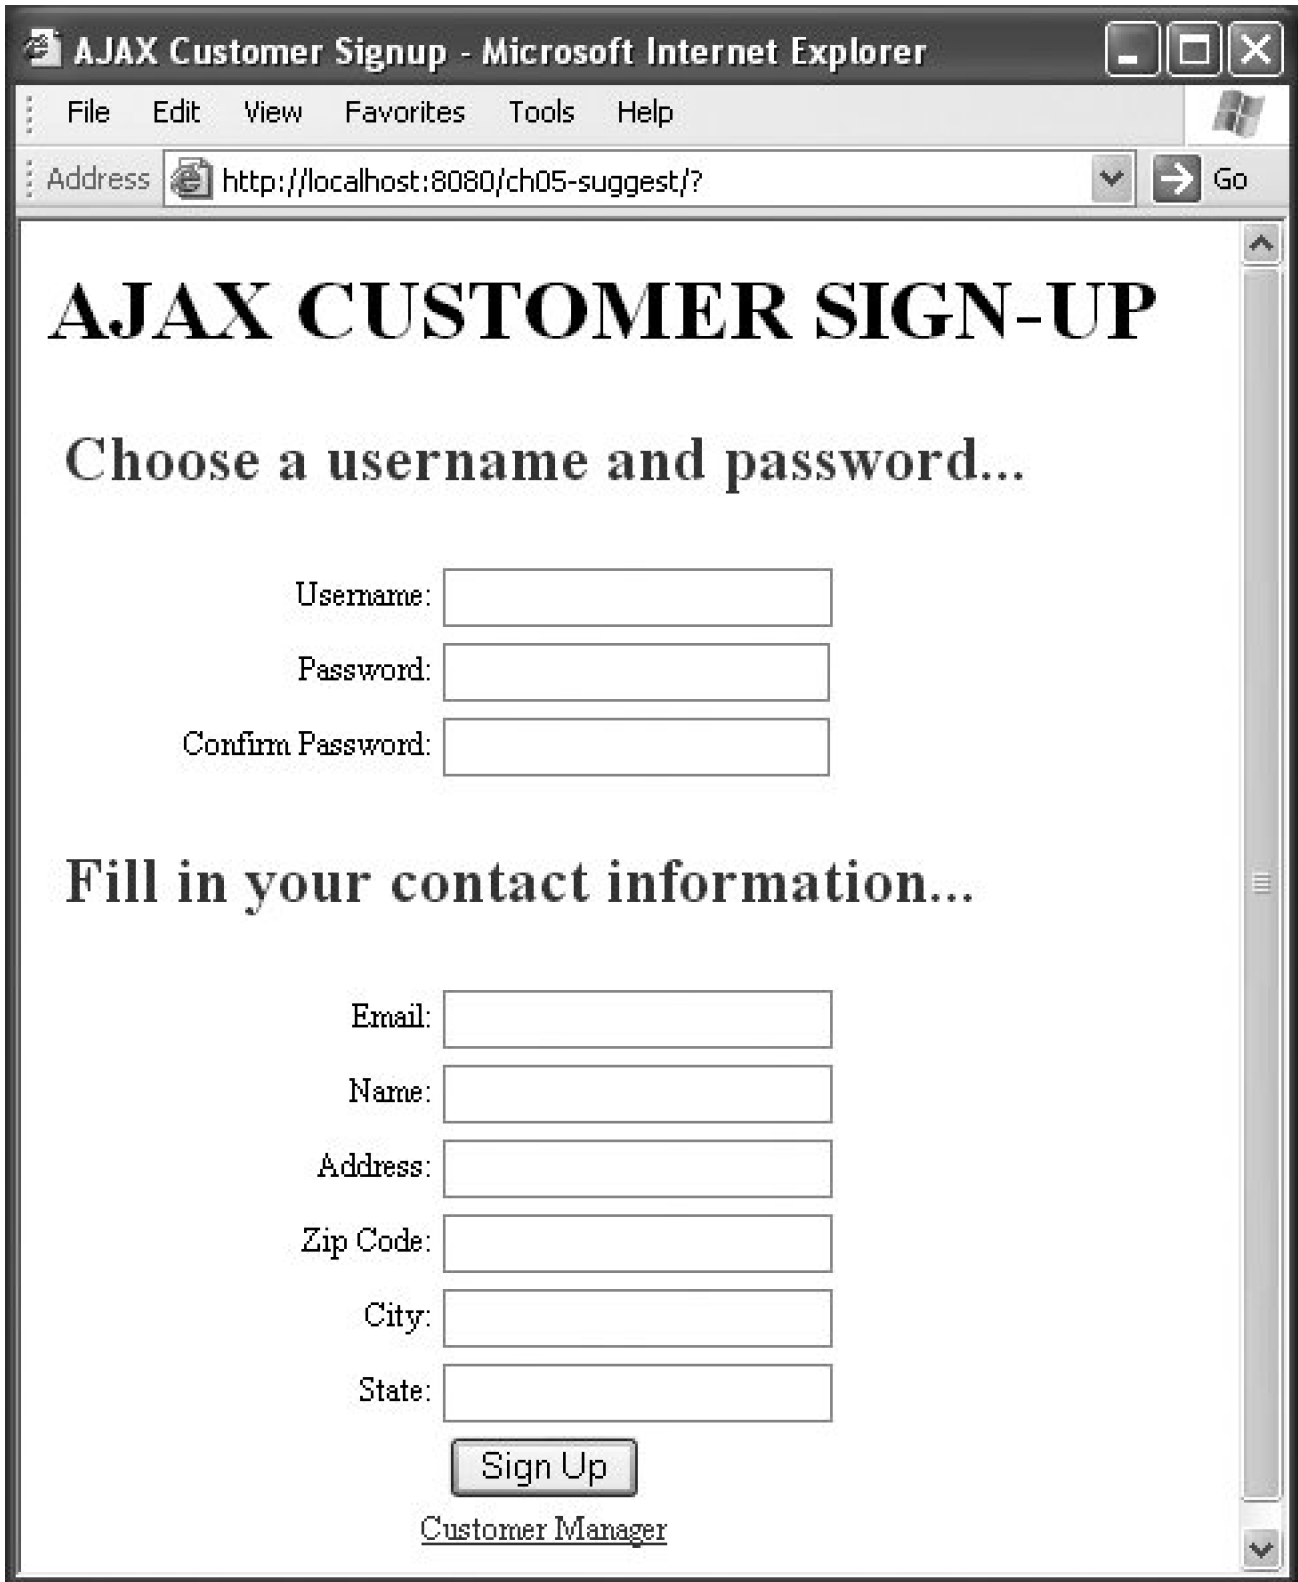 AJAX Customer Signup - Microsoft Internet Explorer
File Edit View Favorites Tools Help
Address http://localhost:8080/ch05-suggest/? Go
AJAX CUSTOMER SIGN-UP
Choose a username and password...
Username:
Password:
Confirm Password:
Fill in your contact information...
Email:
Name:
Address:
Zip Code:
City:
State:
Sign Up
Customer Manager